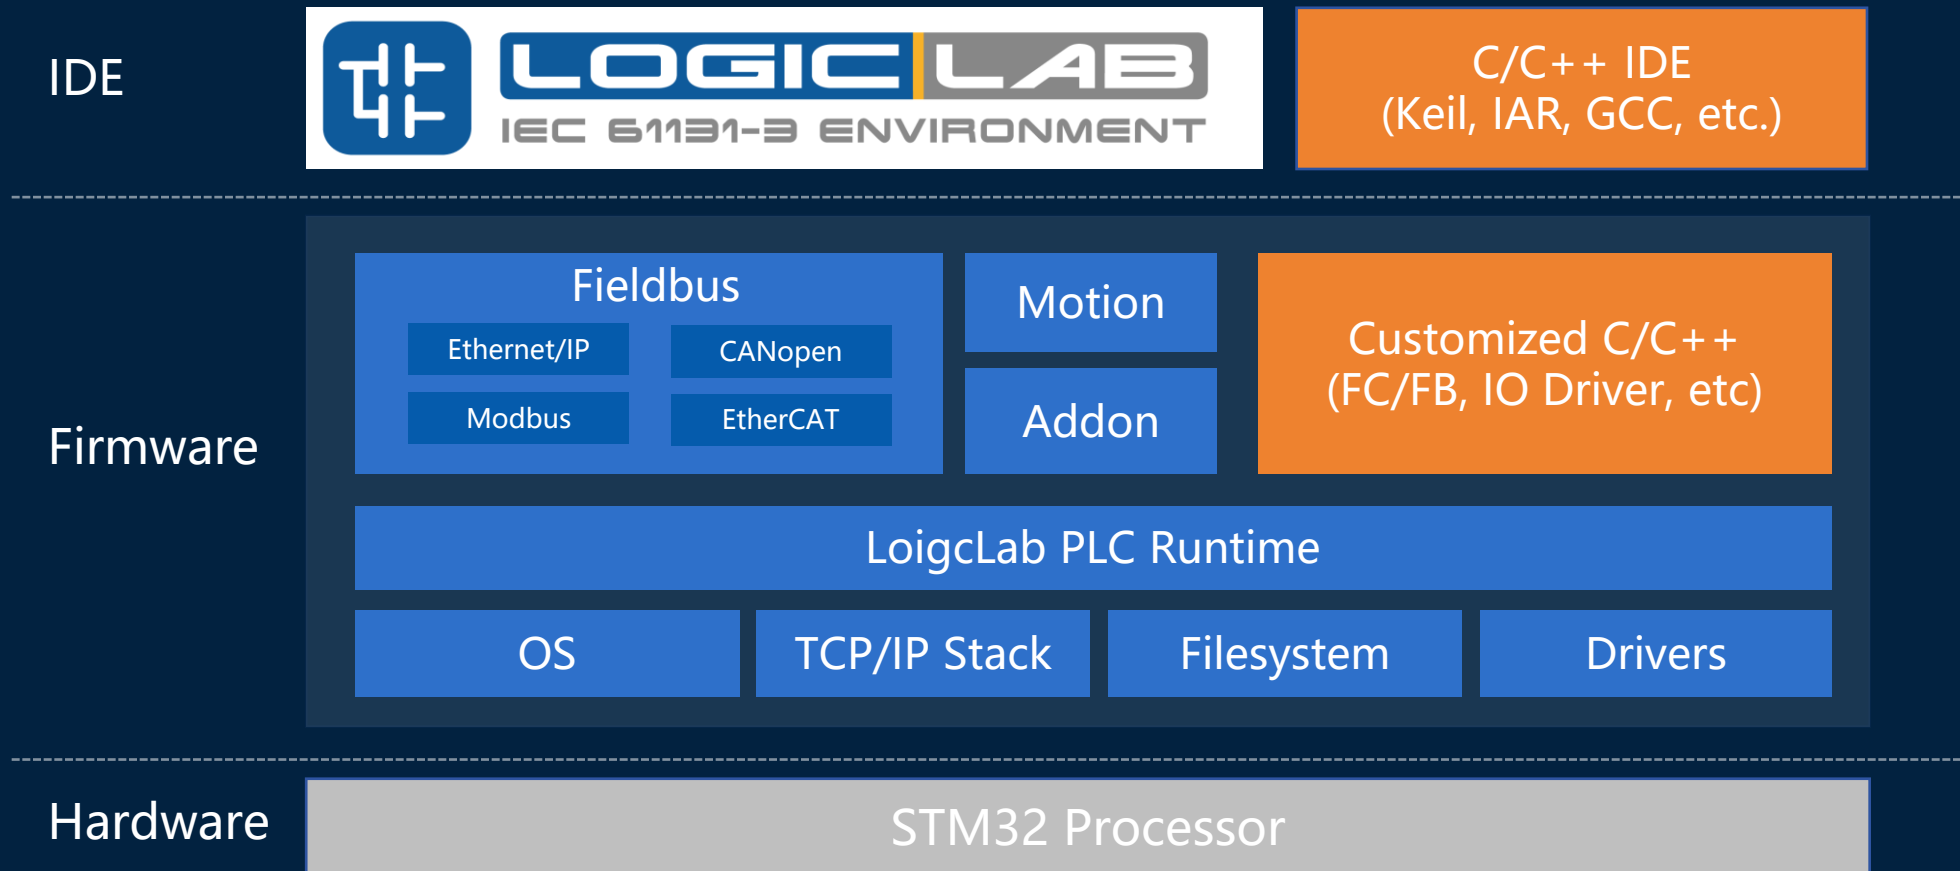 IDE
LOGIC LAB
IEC 61131-3 ENVIRONMENT
C/C++ IDE
(Keil, IAR, GCC, etc.)
Firmware
Fieldbus
Ethernet/IP
CANopen
Modbus
EtherCAT
Motion
Addon
Customized C/C++
(FC/FB, IO Driver, etc)
LoigcLab PLC Runtime
OS
TCP/IP Stack
Filesystem
Drivers
Hardware
STM32 Processor